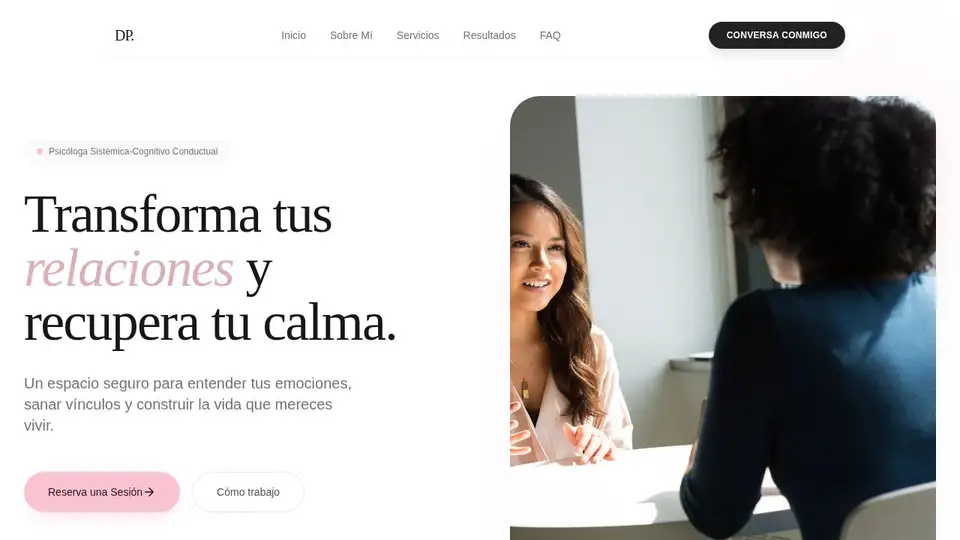 DP.
Inicio
Sobre Mí
Servicios
Resultados
FAQ
CONVERSA CONMIGO
Psicóloga Sistémica-Cognitivo Conductual
Transforma tus
relaciones y
recupera tu calma.
Un espacio seguro para entender tus emociones,
sanar vínculos y construir la vida que mereces
vivir.
Reserva una Sesión→
Cómo trabajo